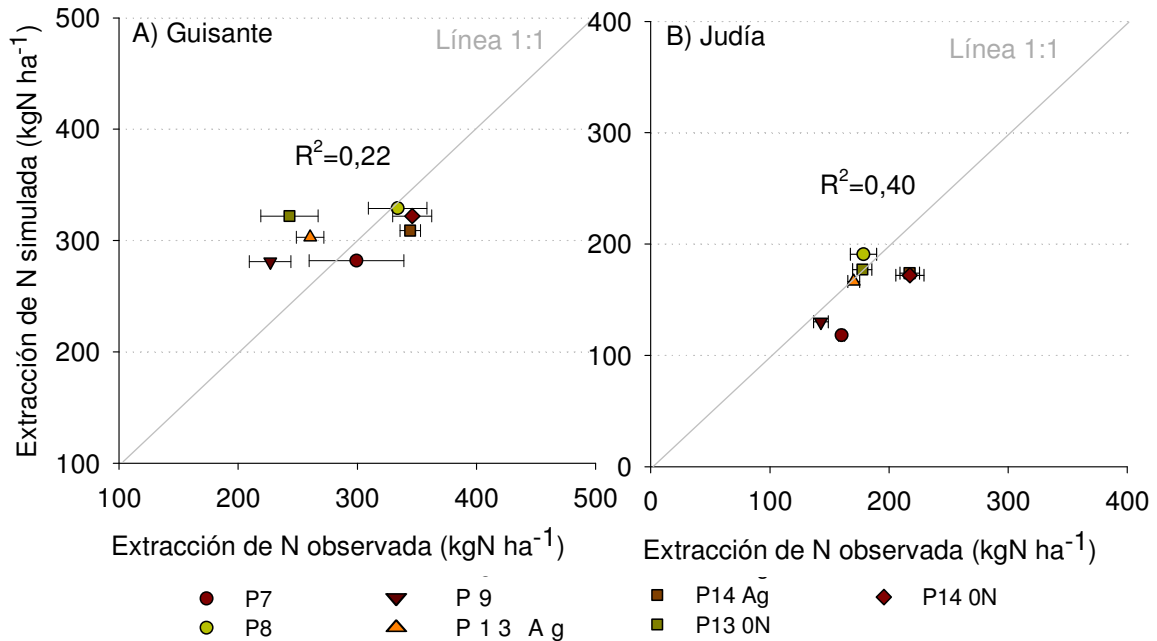 A) Guisante
Línea 1:1
R²=0,22
Extracción de N simulada (kgN ha⁻¹)
500
400
300
200
100
100 200 300 400 500
Extracción de N observada (kgN ha⁻¹)
B) Judía
Línea 1:1
R²=0,40
400
300
200
100
0
0 100 200 300 400
Extracción de N observada (kgN ha⁻¹)
P7 P 9 P14 Ag P14 0N
P8 P 1 3 A g P13 0N